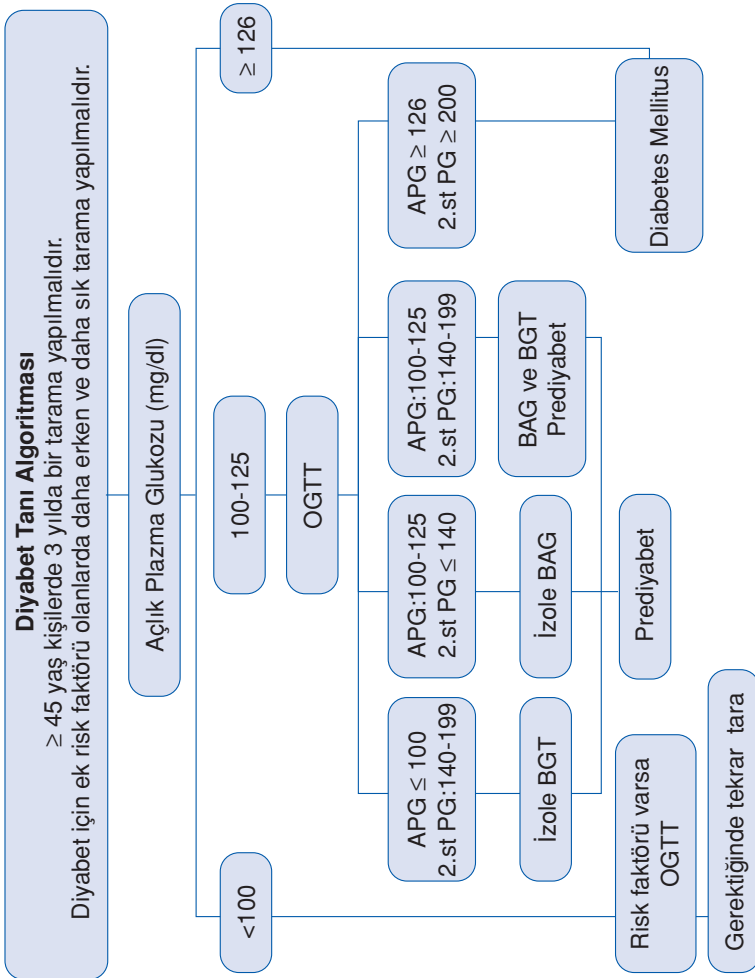 Diyabet Tanı Algoritması
≥ 45 yaş kişilerde 3 yılda bir tarama yapılmalıdır.
Diyabet için ek risk faktörü olanlarda daha erken ve daha sık tarama yapılmalıdır.
Açlık Plazma Glukozu (mg/dl)
<100
100-125
≥ 126
OGTT
APG ≤ 100
2.st PG:140-199
APG:100-125
2.st PG ≤ 140
APG:100-125
2.st PG:140-199
APG ≥ 126
2.st PG ≥ 200
İzole BGT
İzole BAG
BAG ve BGT
Prediyabet
Risk faktörü varsa
OGTT
Prediyabet
Diabetes Mellitus
Gerektiğinde tekrar tara